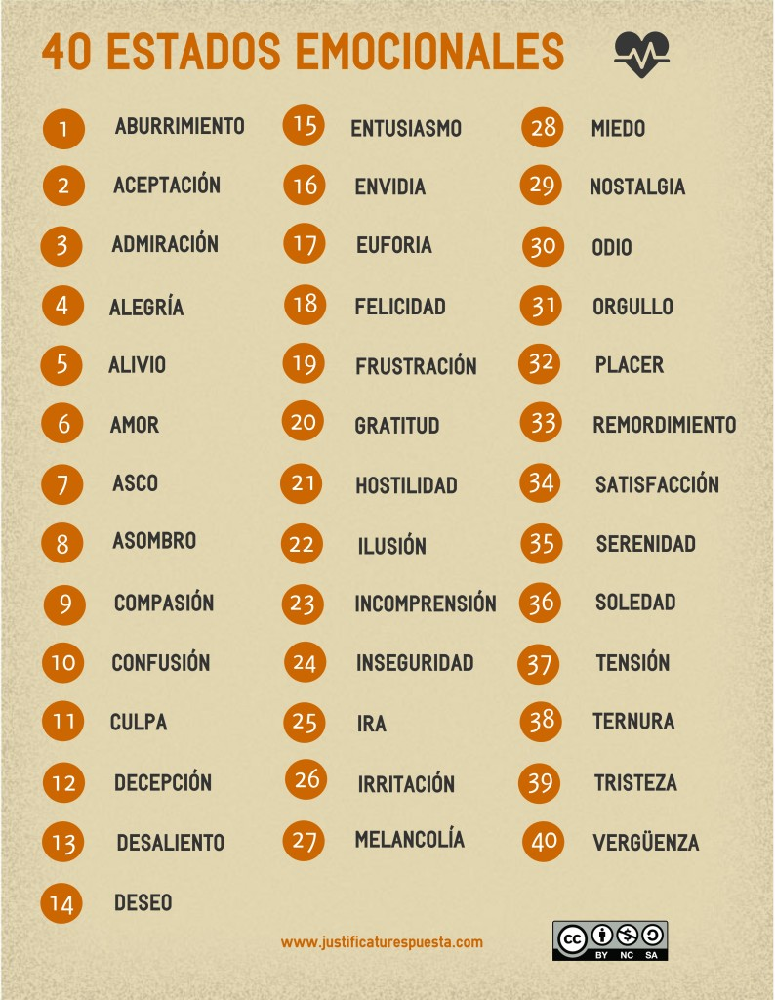 40 ESTADOS EMOCIONALES
1 ABURRIMIENTO
2 ACEPTACIÓN
3 ADMIRACIÓN
4 ALEGRÍA
5 ALIVIO
6 AMOR
7 ASCO
8 ASOMBRO
9 COMPASIÓN
10 CONFUSIÓN
11 CULPA
12 DECEPCIÓN
13 DESALIENTO
14 DESEO
15 ENTUSIASMO
16 ENVIDIA
17 EUFORIA
18 FELICIDAD
19 FRUSTRACIÓN
20 GRATITUD
21 HOSTILIDAD
22 ILUSIÓN
23 INCOMPRENSIÓN
24 INSEGURIDAD
25 IRA
26 IRRITACIÓN
27 MELANCOLÍA
28 MIEDO
29 NOSTALGIA
30 ODIO
31 ORGULLO
32 PLACER
33 REMORDIMIENTO
34 SATISFACCIÓN
35 SERENIDAD
36 SOLEDAD
37 TENSIÓN
38 TERNURA
39 TRISTEZA
40 VERGÜENZA
www.justificaturespuesta.com
cc
BY NC SA